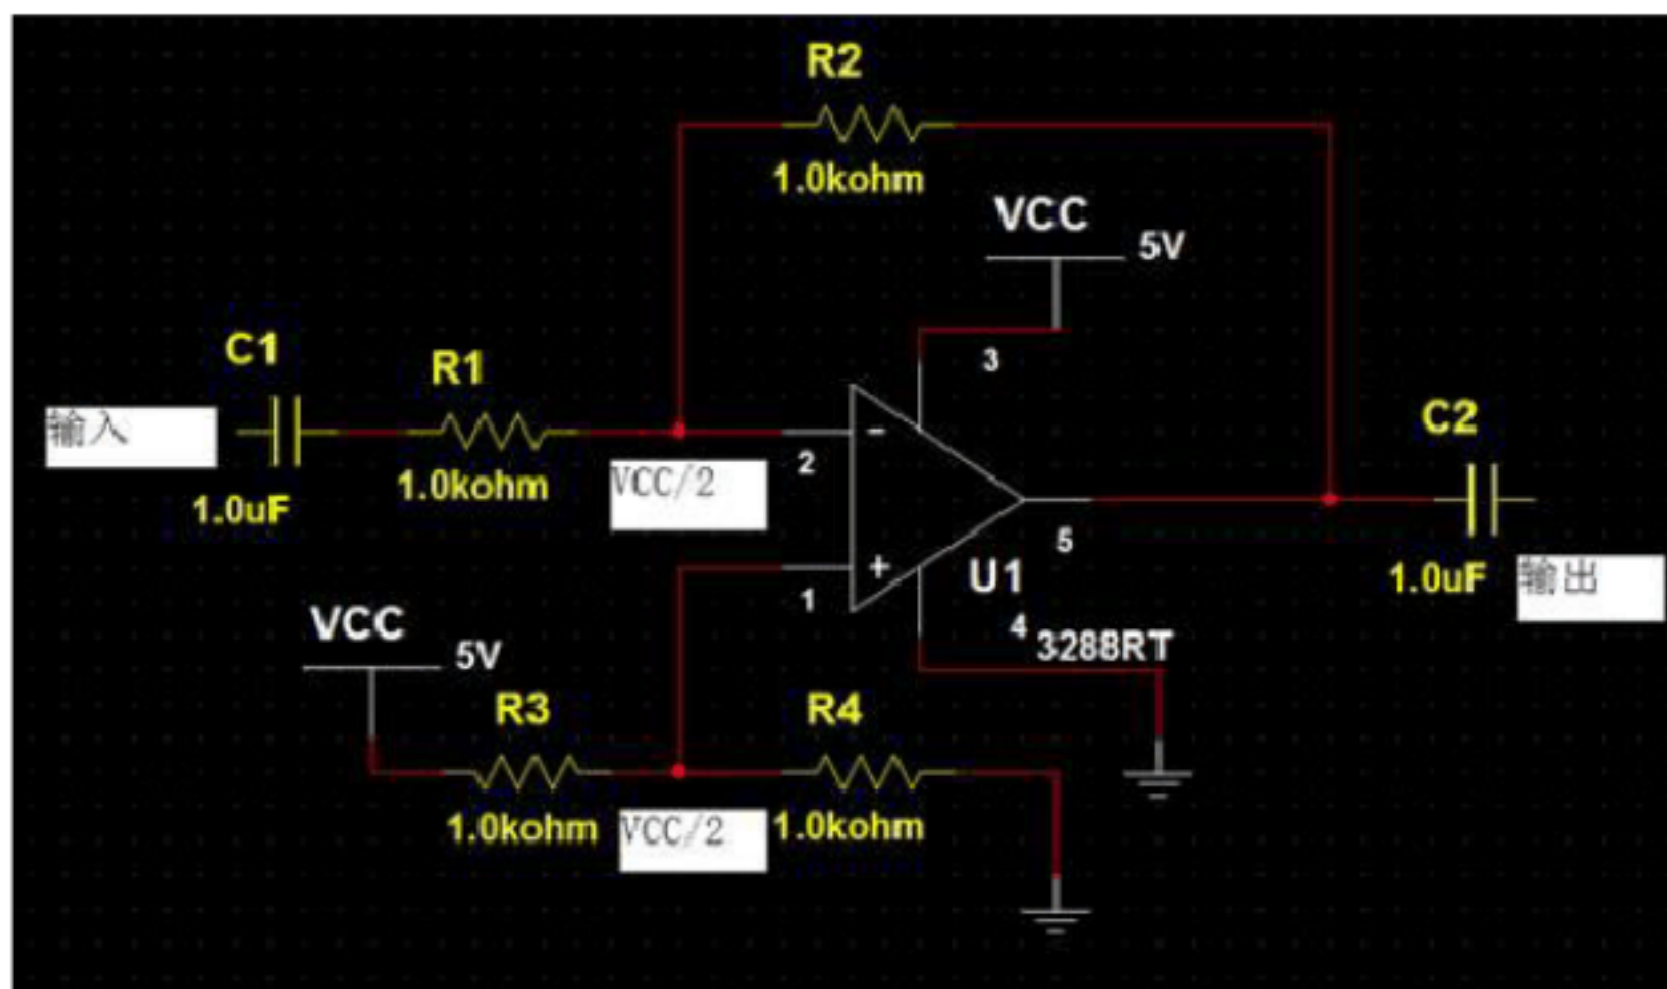 R2
1.0kohm
VCC
5V
3
C1
R1
输入
1.0uF
1.0kohm
VCC/2
2
-
+
1
5
U1
4
3288RT
C2
1.0uF
输出
VCC
5V
R3
R4
1.0kohm
VCC/2
1.0kohm